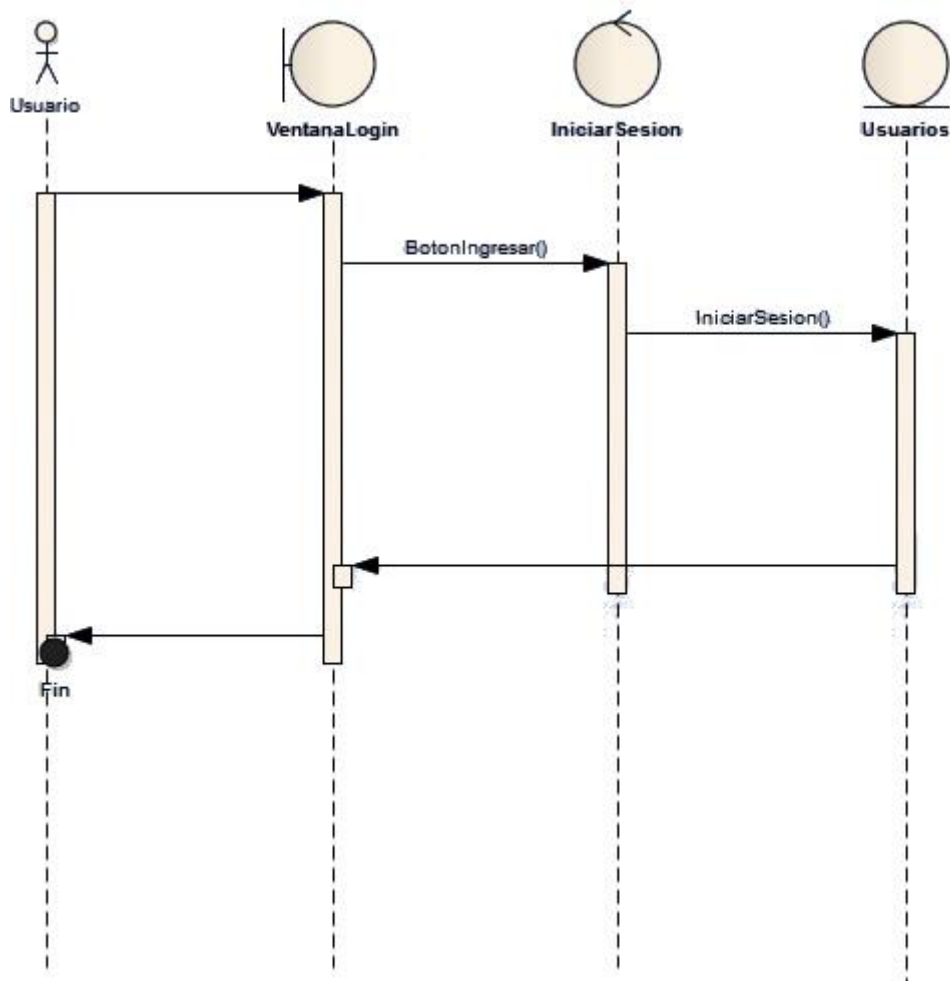 Usuario
VentanaLogin
IniciarSesion
Usuarios
BotonIngresar()
IniciarSesion()
Fin